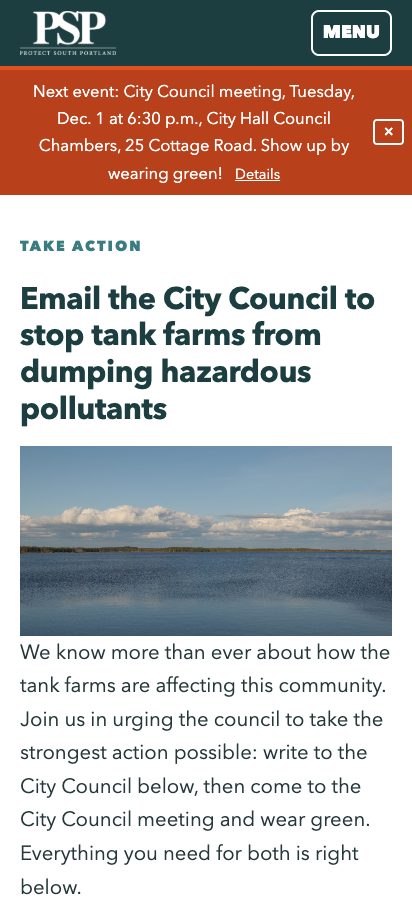 PSP
PROTECT SOUTH PORTLAND
MENU
Next event: City Council meeting, Tuesday,
Dec. 1 at 6:30 p.m., City Hall Council
Chambers, 25 Cottage Road. Show up by
wearing green! Details
×
TAKE ACTION
Email the City Council to
stop tank farms from
dumping hazardous
pollutants
We know more than ever about how the
tank farms are affecting this community.
Join us in urging the council to take the
strongest action possible: write to the
City Council below, then come to the
City Council meeting and wear green.
Everything you need for both is right
below.